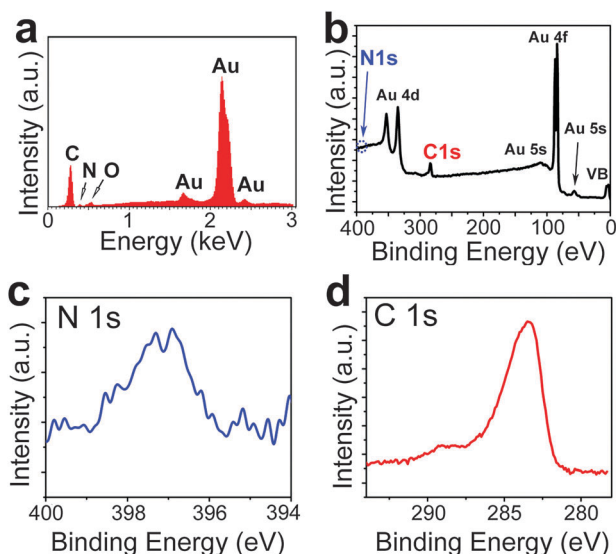 a
Intensity (a.u.)
C
N
O
Au
Au
Au
0
1
2
3
Energy (keV)
b
Intensity (a.u.)
N1s
Au 4d
C1s
Au 5s
Au 4f
Au 5s
VB
400
300
200
100
0
Binding Energy (eV)
c
N 1s
Intensity (a.u.)
400
398
396
394
Binding Energy (eV)
d
C 1s
Intensity (a.u.)
290
285
280
Binding Energy (eV)